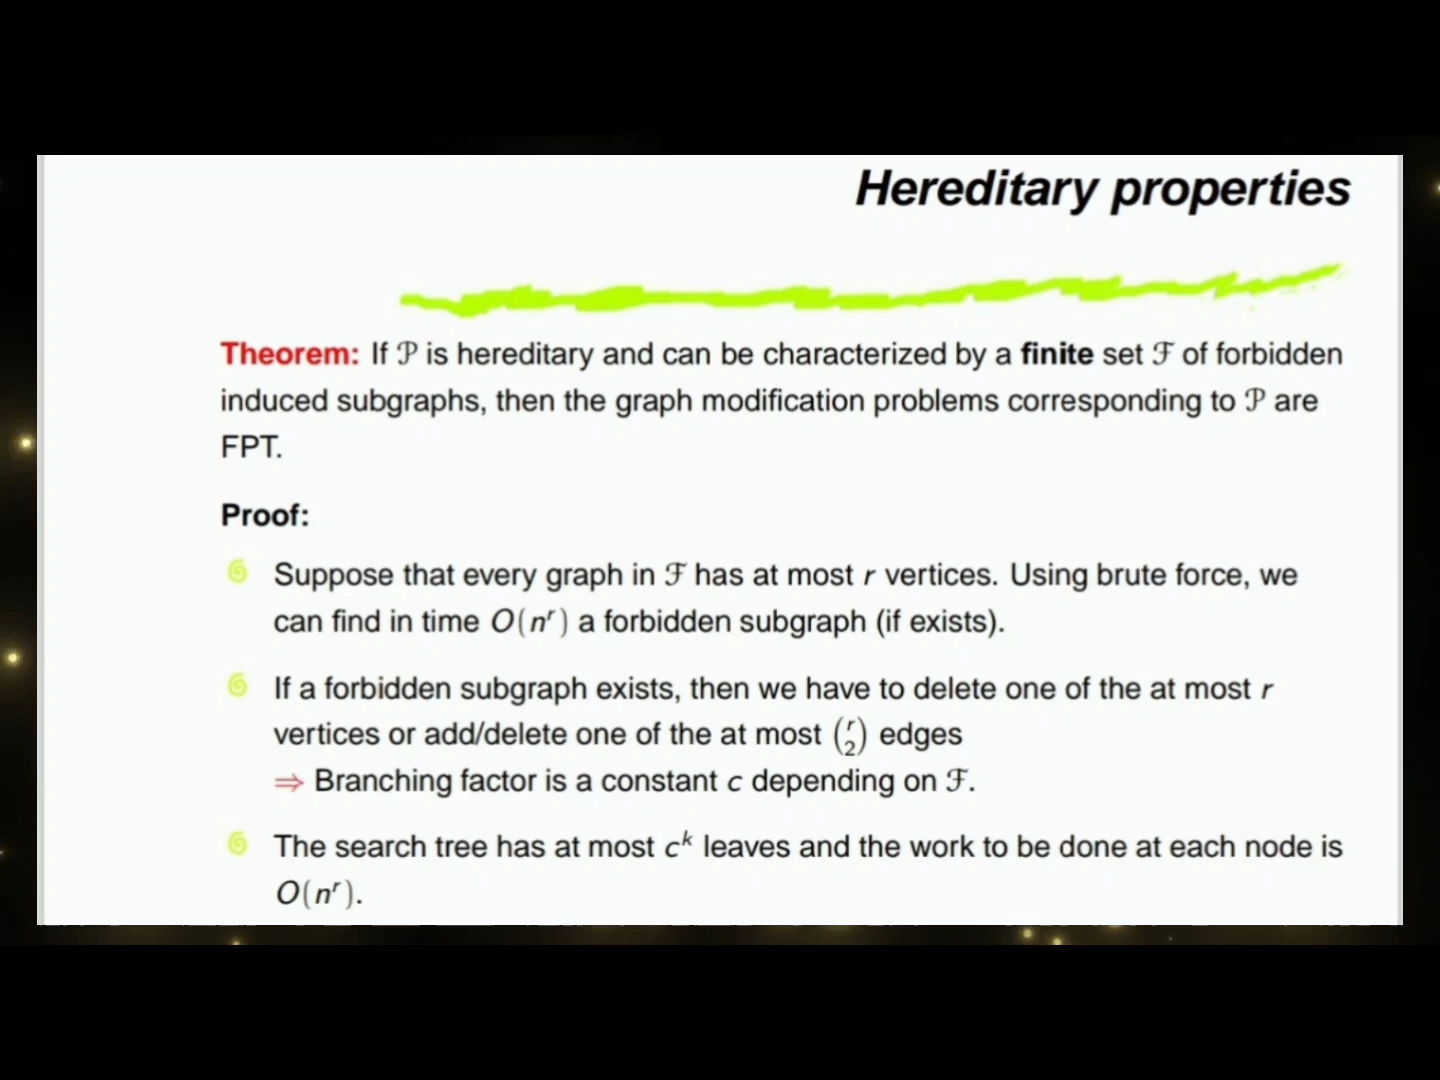 Hereditary properties
Theorem: If 𝒫 is hereditary and can be characterized by a finite set ℱ of forbidden
induced subgraphs, then the graph modification problems corresponding to 𝒫 are
FPT.
Proof:
Suppose that every graph in ℱ has at most r vertices. Using brute force, we
can find in time O(nʳ) a forbidden subgraph (if exists).
If a forbidden subgraph exists, then we have to delete one of the at most r
vertices or add/delete one of the at most (r 2) edges
⇒ Branching factor is a constant c depending on ℱ.
The search tree has at most cᵏ leaves and the work to be done at each node is
O(nʳ).